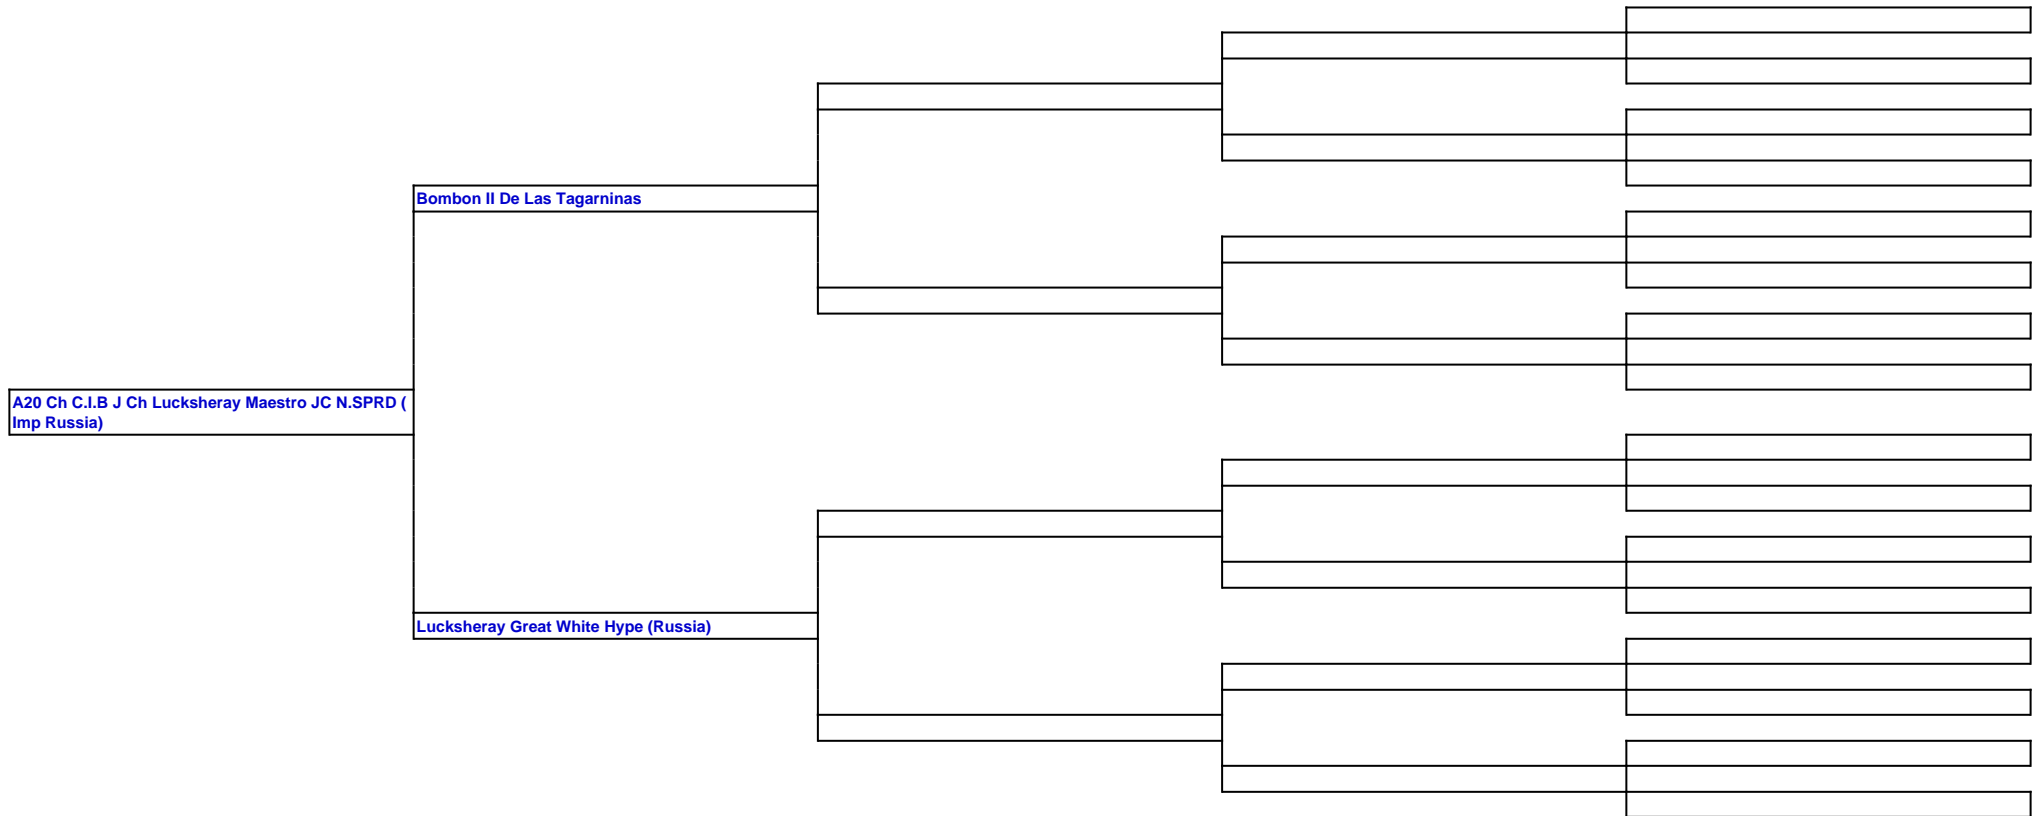 Bombon II De Las Tagarninas
A20 Ch C.I.B J Ch Lucksheray Maestro JC N.SPRD (
Imp Russia)
Lucksheray Great White Hype (Russia)